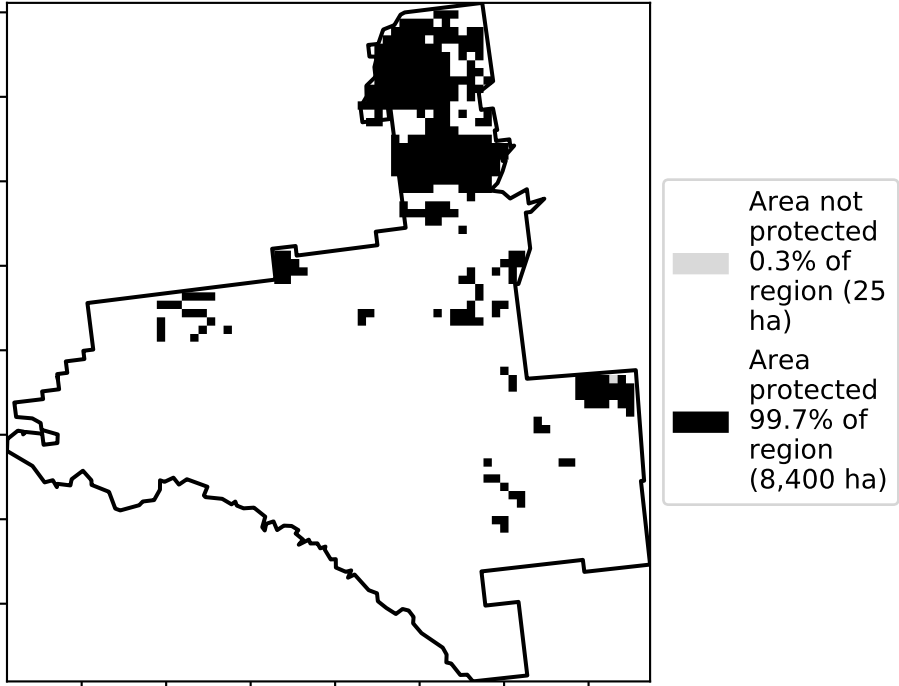 Area not
protected
0.3% of
region (25
ha)
Area
protected
99.7% of
region
(8,400 ha)